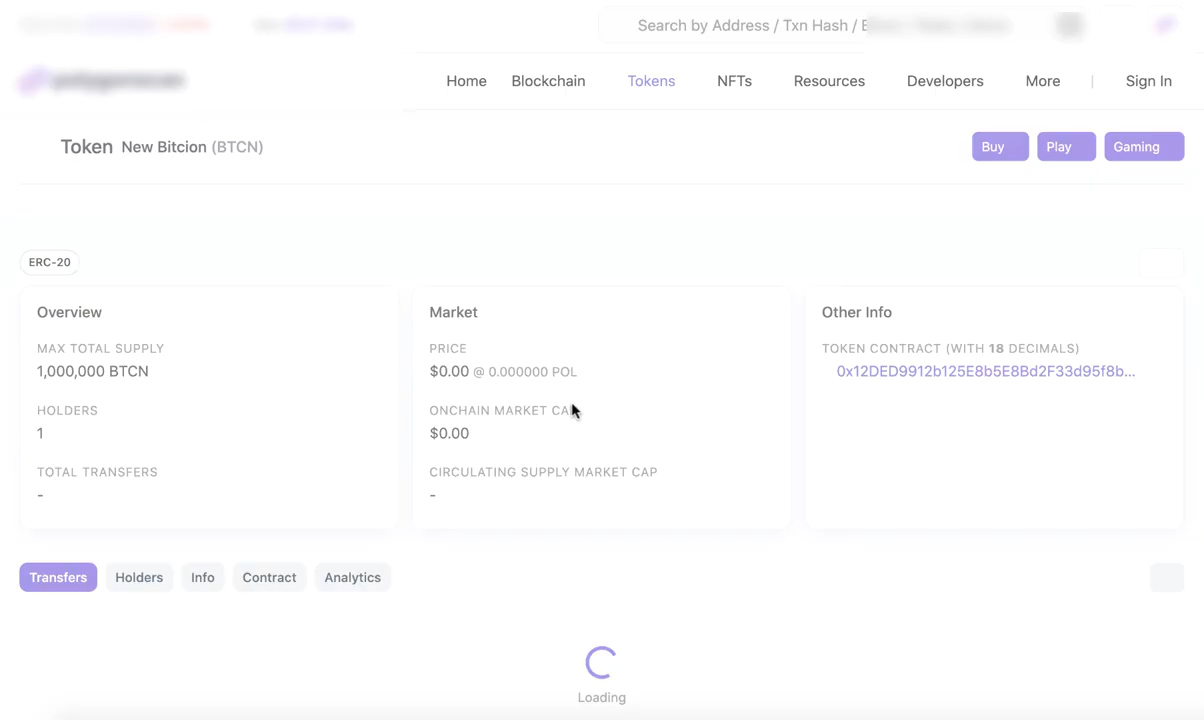 Search by Address / Txn Hash /
Home Blockchain Tokens NFTs Resources Developers More | Sign In
Token New Bitcion (BTCN) Buy Play Gaming
ERC-20
Overview
MAX TOTAL SUPPLY
1,000,000 BTCN
HOLDERS
1
TOTAL TRANSFERS
-
Market
PRICE
$0.00 @ 0.000000 POL
ONCHAIN MARKET CAP
$0.00
CIRCULATING SUPPLY MARKET CAP
-
Other Info
TOKEN CONTRACT (WITH 18 DECIMALS)
0x12DED9912b125E8b5E8Bd2F33d95f8b...
Transfers Holders Info Contract Analytics
Loading